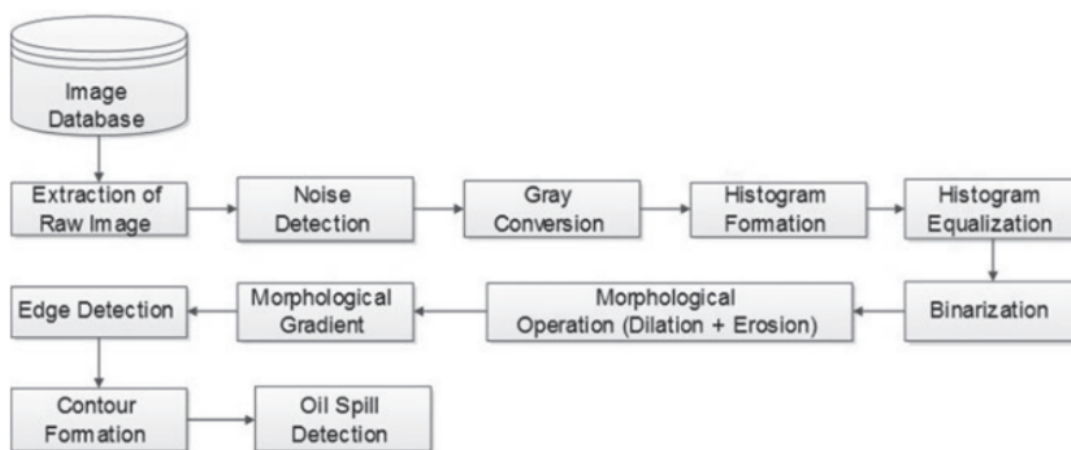 Image
Database
Extraction of
Raw Image
Noise
Detection
Gray
Conversion
Histogram
Formation
Histogram
Equalization
Binarization
Morphological
Operation (Dilation + Erosion)
Morphological
Gradient
Edge Detection
Contour
Formation
Oil Spill
Detection